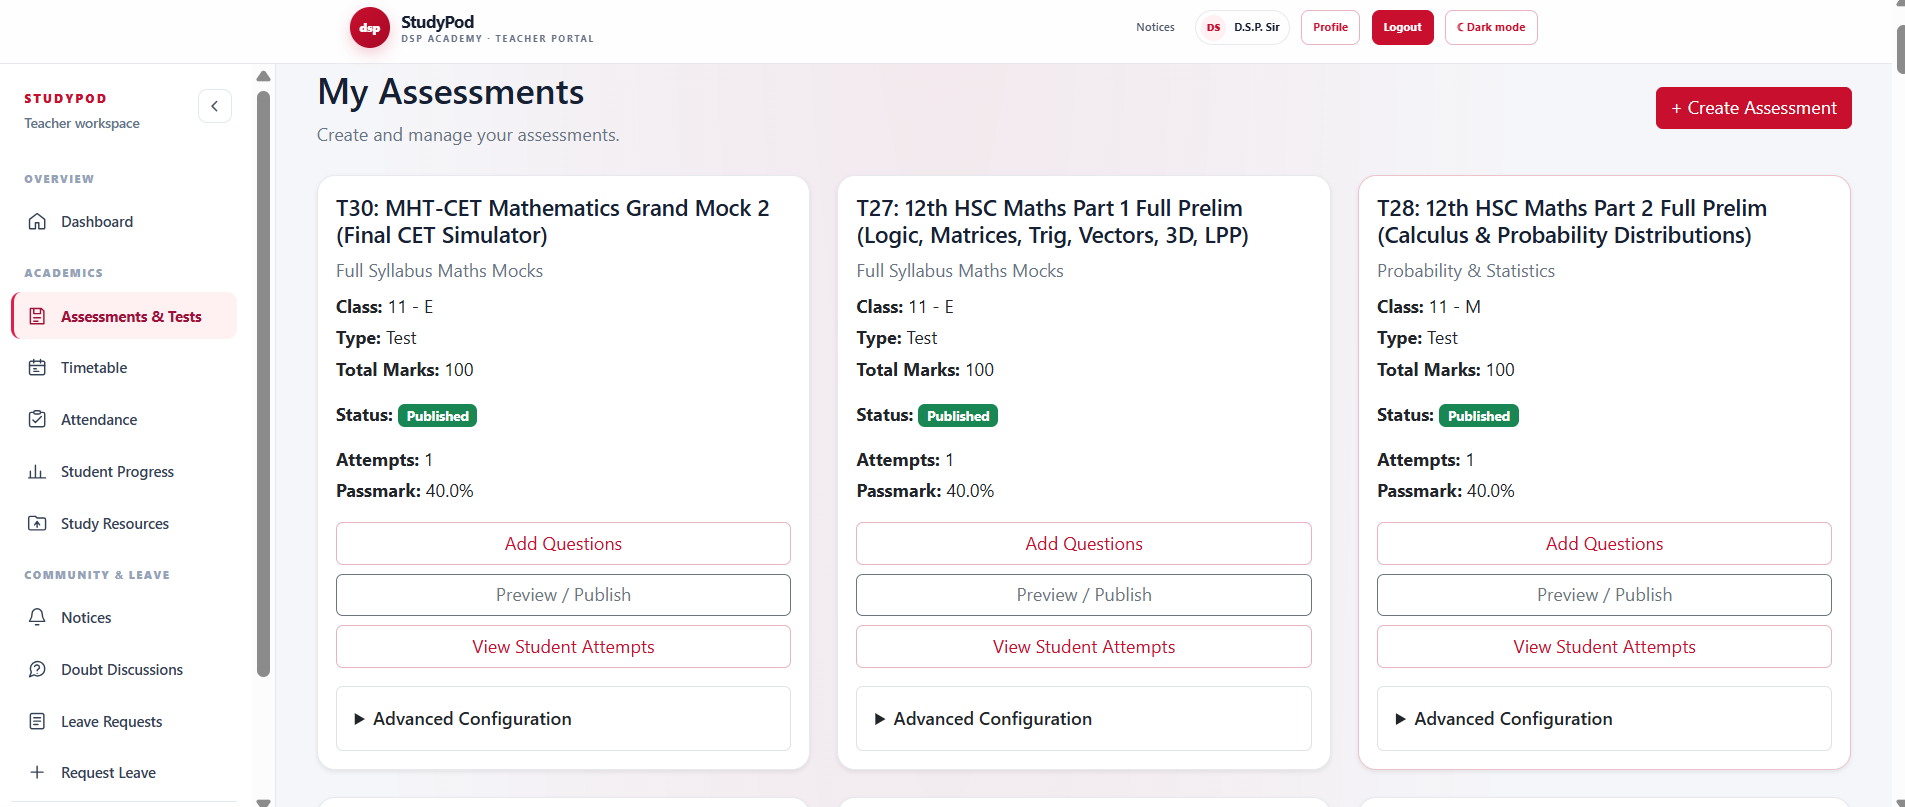 dsp
StudyPod
DSP ACADEMY · TEACHER PORTAL
Notices
DS
D.S.P. Sir
Profile
Logout
☾ Dark mode
STUDYPOD
Teacher workspace
OVERVIEW
Dashboard
ACADEMICS
Assessments & Tests
Timetable
Attendance
Student Progress
Study Resources
COMMUNITY & LEAVE
Notices
Doubt Discussions
Leave Requests
Request Leave
My Assessments
Create and manage your assessments.
+ Create Assessment
T30: MHT-CET Mathematics Grand Mock 2
(Final CET Simulator)
Full Syllabus Maths Mocks
Class: 11 - E
Type: Test
Total Marks: 100
Status: Published
Attempts: 1
Passmark: 40.0%
Add Questions
Preview / Publish
View Student Attempts
▶ Advanced Configuration
T27: 12th HSC Maths Part 1 Full Prelim
(Logic, Matrices, Trig, Vectors, 3D, LPP)
Full Syllabus Maths Mocks
Class: 11 - E
Type: Test
Total Marks: 100
Status: Published
Attempts: 1
Passmark: 40.0%
Add Questions
Preview / Publish
View Student Attempts
▶ Advanced Configuration
T28: 12th HSC Maths Part 2 Full Prelim
(Calculus & Probability Distributions)
Probability & Statistics
Class: 11 - M
Type: Test
Total Marks: 100
Status: Published
Attempts: 1
Passmark: 40.0%
Add Questions
Preview / Publish
View Student Attempts
▶ Advanced Configuration